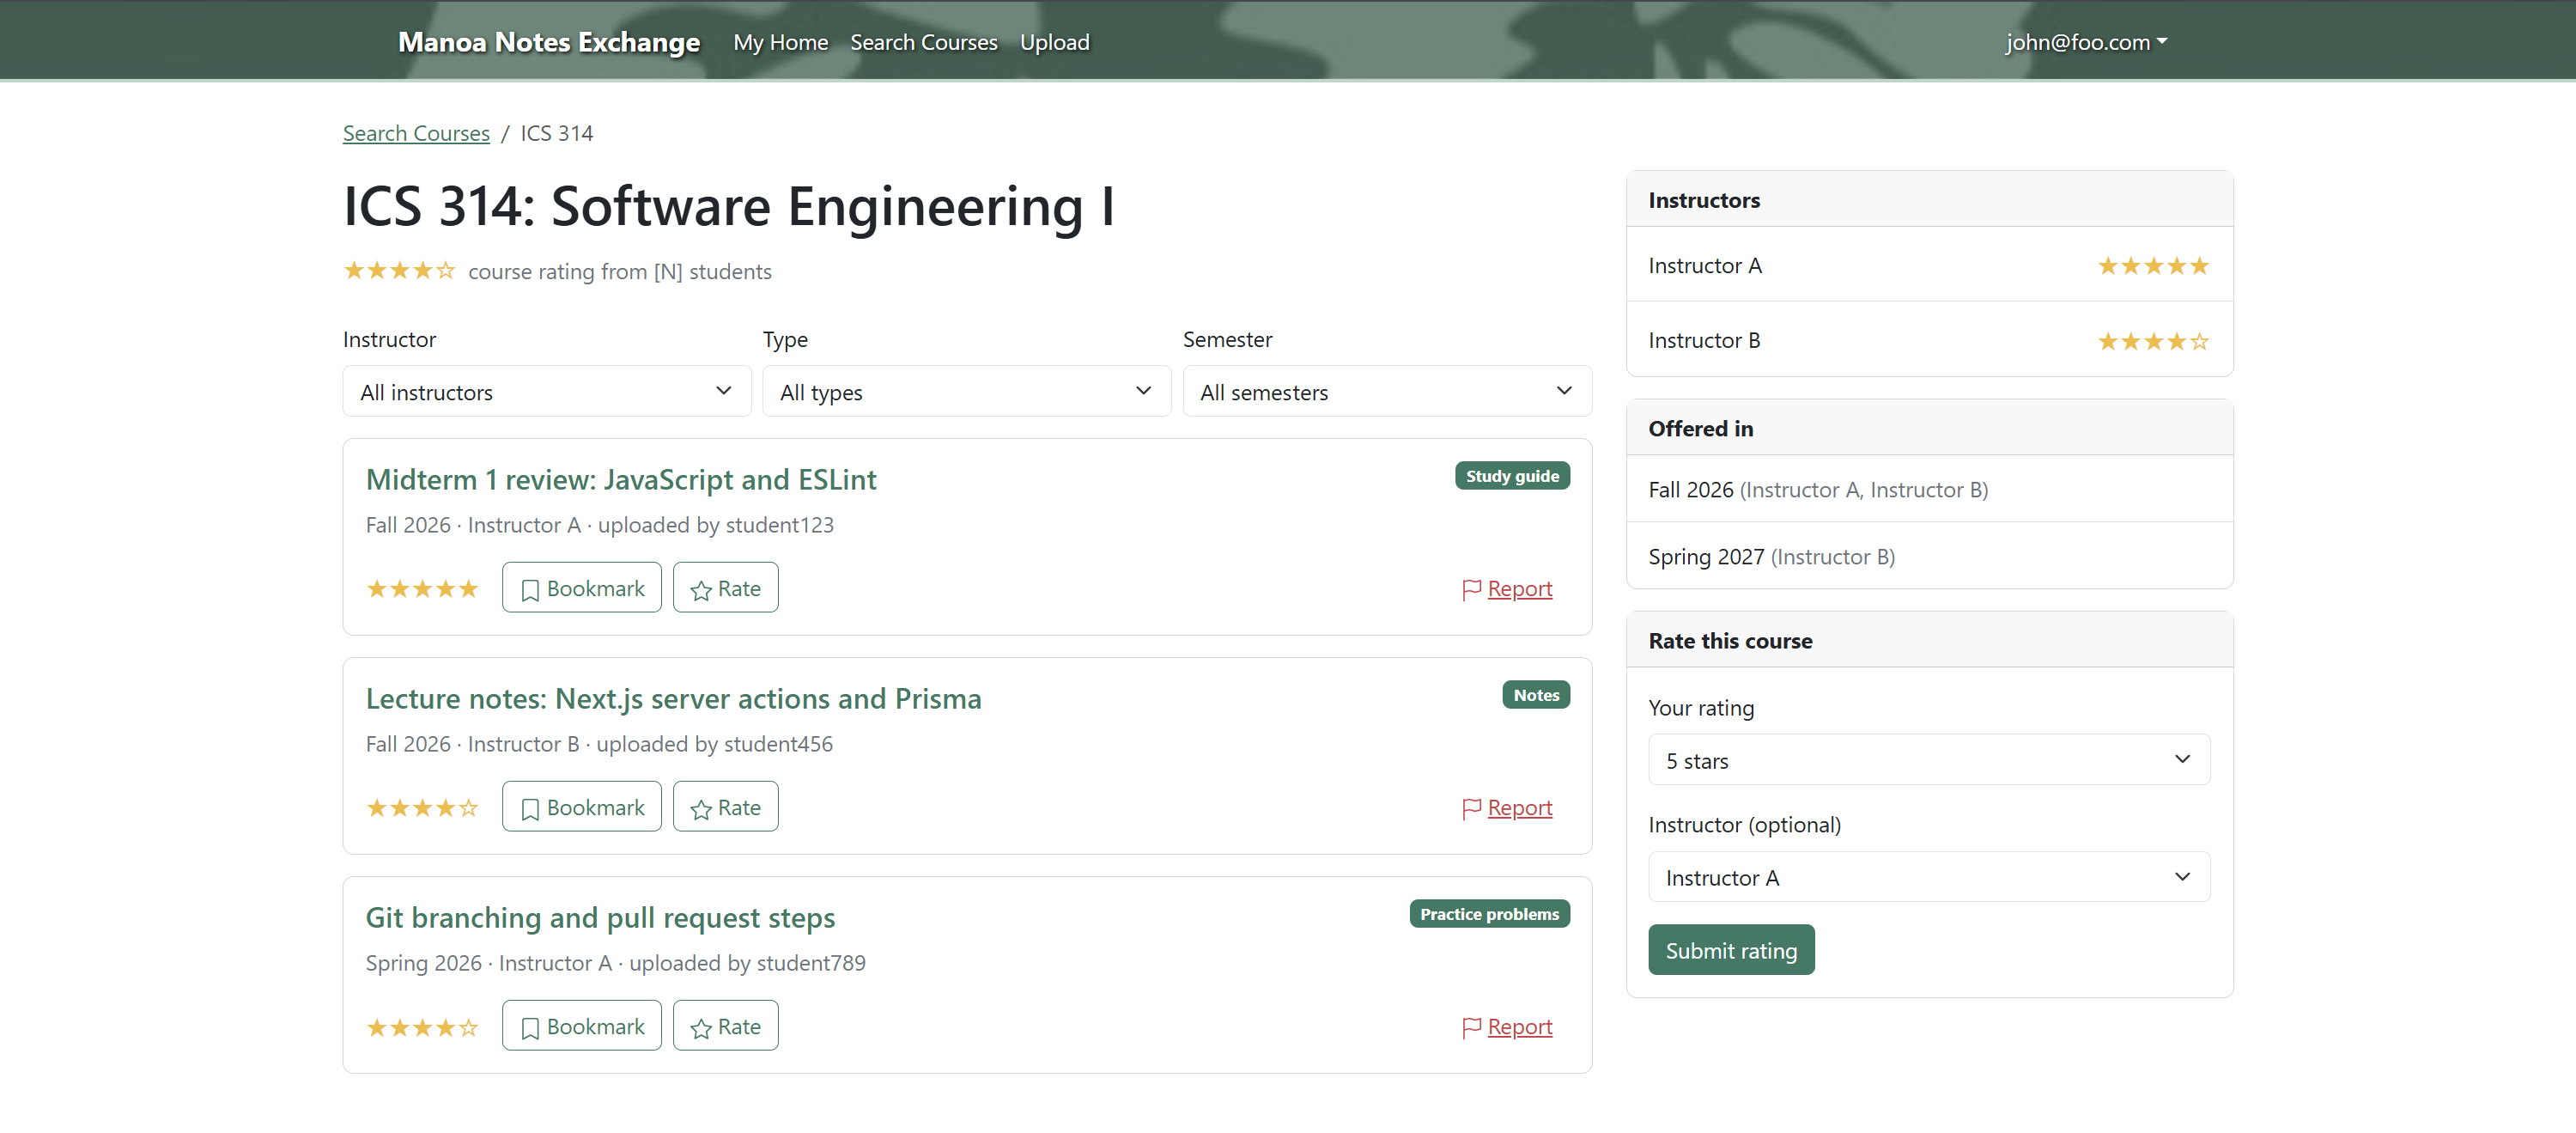 Manoa Notes Exchange My Home Search Courses Upload john@foo.com
Search Courses / ICS 314
ICS 314: Software Engineering I
★★★★☆ course rating from [N] students
Instructor Type Semester
All instructors All types All semesters
Midterm 1 review: JavaScript and ESLint Study guide
Fall 2026 · Instructor A · uploaded by student123
★★★★★ Bookmark Rate Report
Lecture notes: Next.js server actions and Prisma Notes
Fall 2026 · Instructor B · uploaded by student456
★★★★☆ Bookmark Rate Report
Git branching and pull request steps Practice problems
Spring 2026 · Instructor A · uploaded by student789
★★★★☆ Bookmark Rate Report
Instructors
Instructor A ★★★★★
Instructor B ★★★★☆
Offered in
Fall 2026 (Instructor A, Instructor B)
Spring 2027 (Instructor B)
Rate this course
Your rating
5 stars
Instructor (optional)
Instructor A
Submit rating